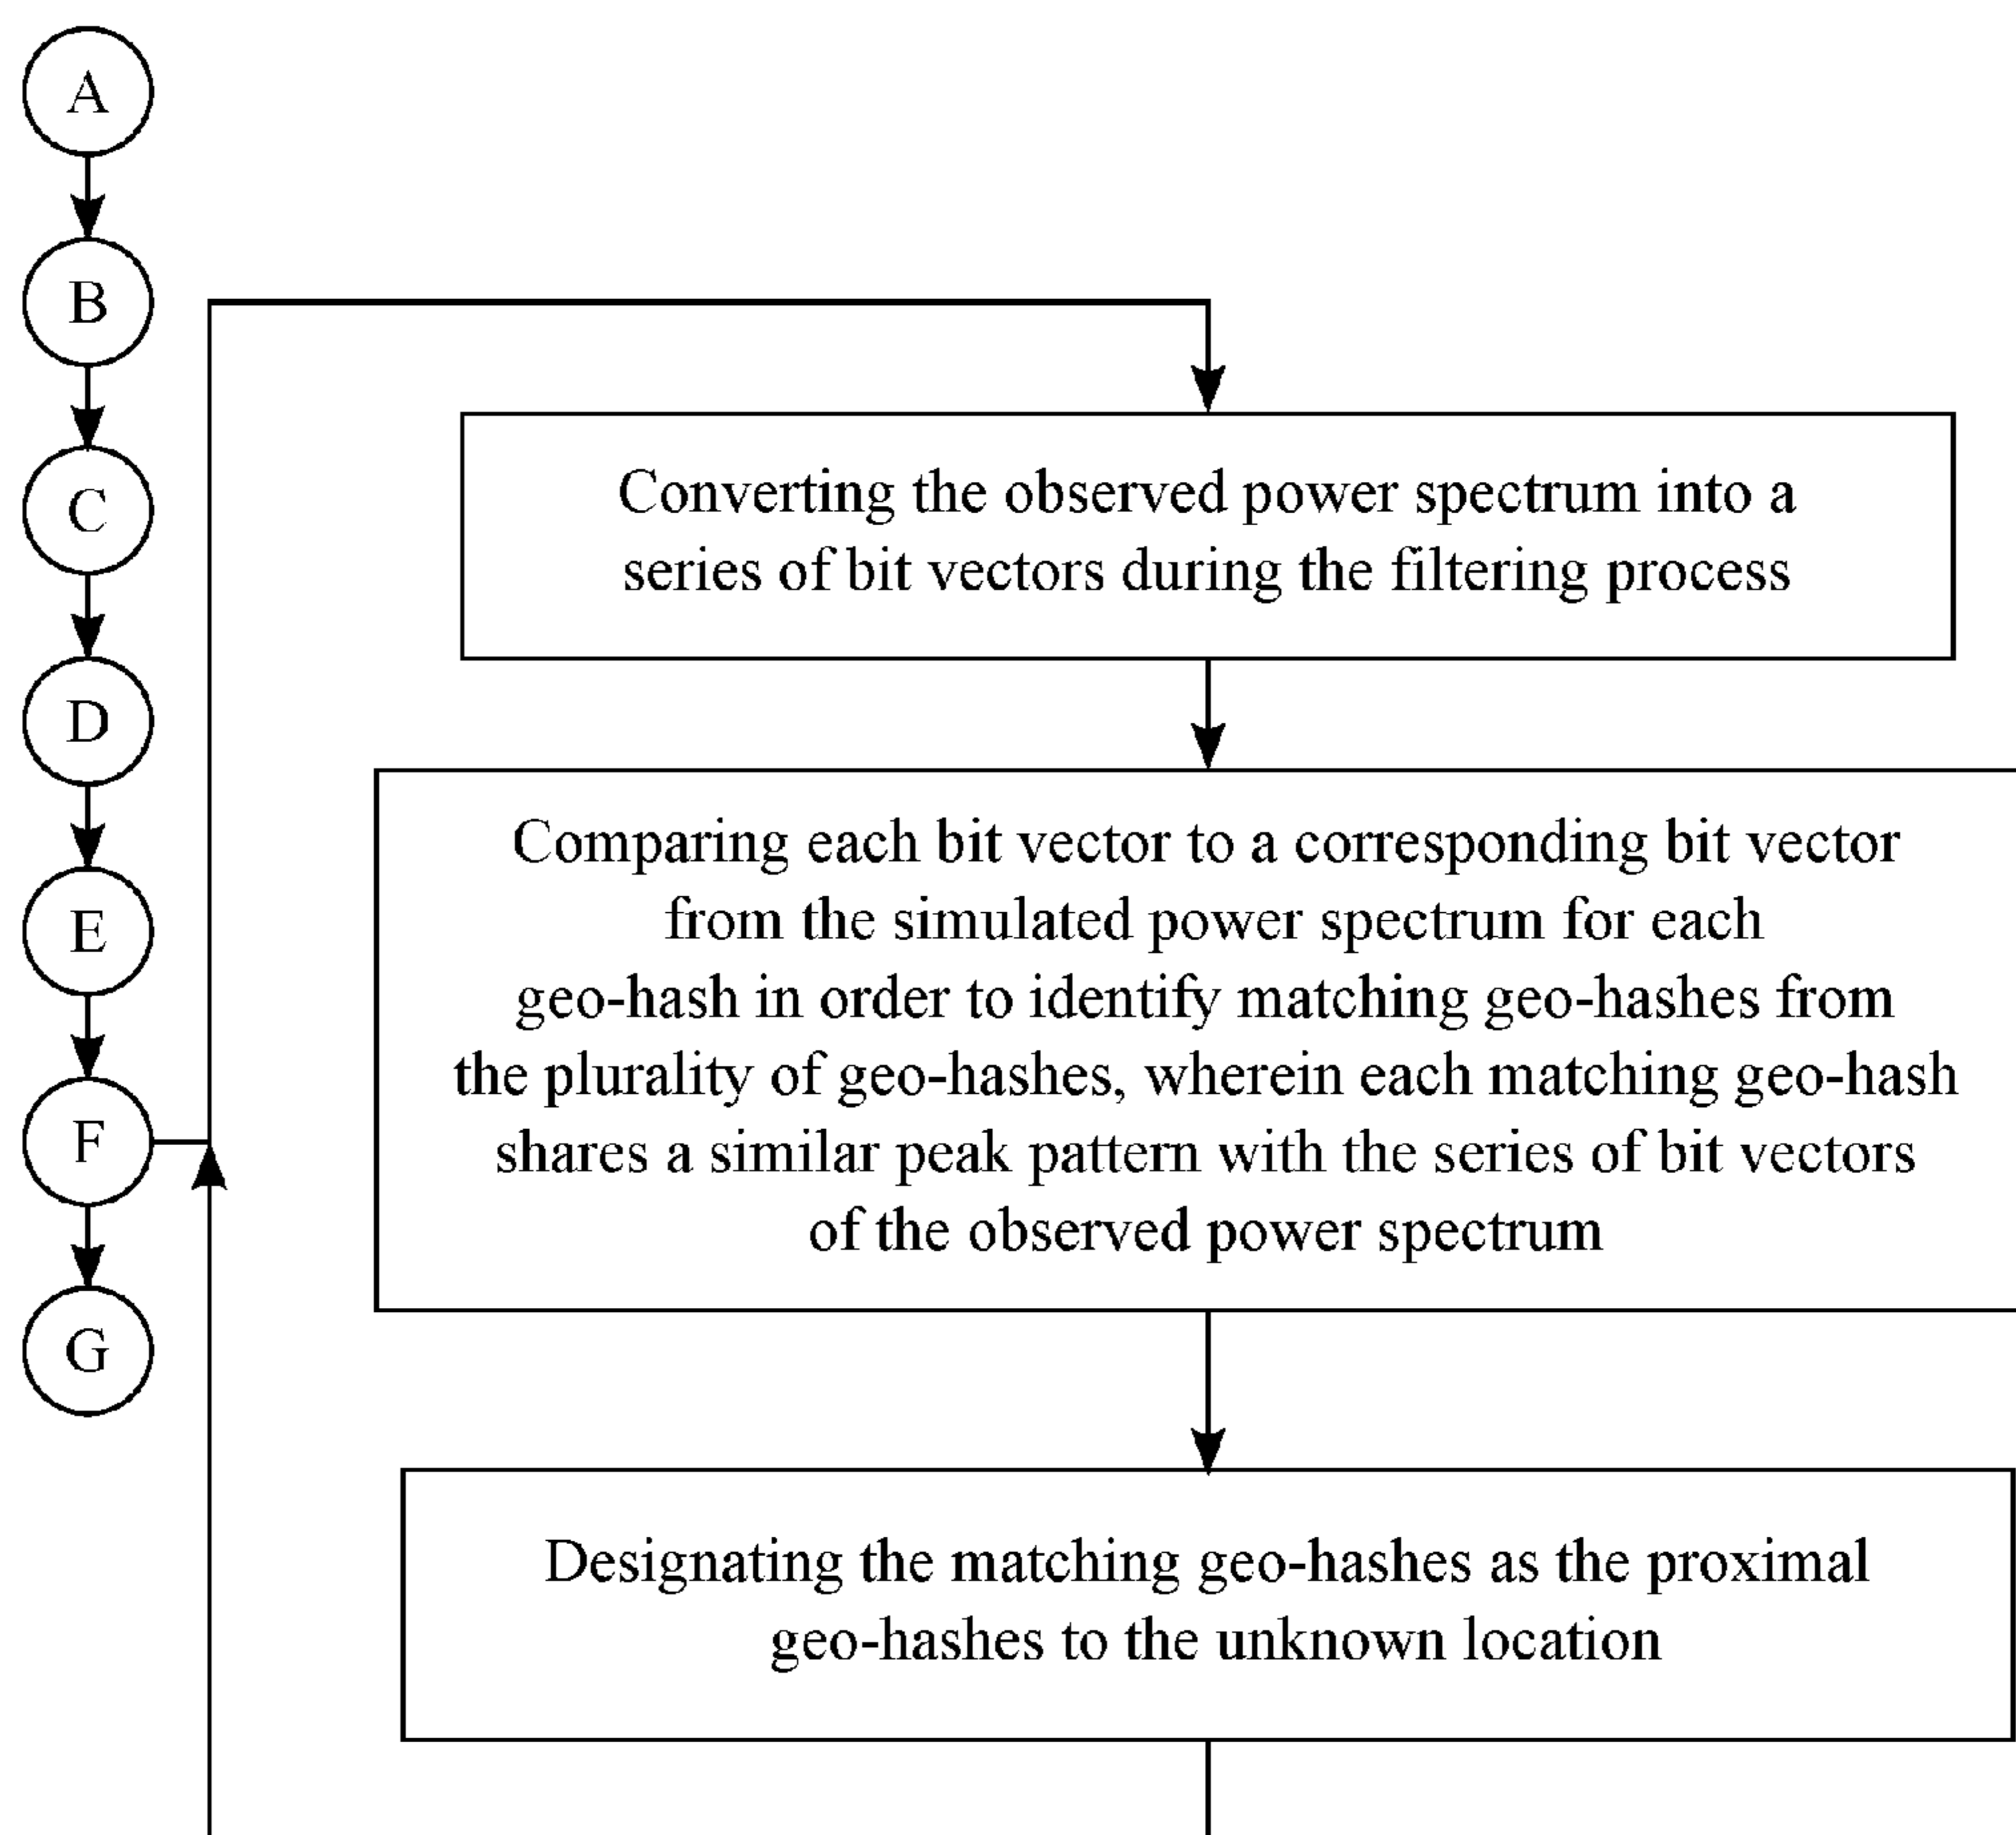 A
B
C
D
E
F
G
Converting the observed power spectrum into a
series of bit vectors during the filtering process
Comparing each bit vector to a corresponding bit vector
from the simulated power spectrum for each
geo-hash in order to identify matching geo-hashes from
the plurality of geo-hashes, wherein each matching geo-hash
shares a similar peak pattern with the series of bit vectors
of the observed power spectrum
Designating the matching geo-hashes as the proximal
geo-hashes to the unknown location